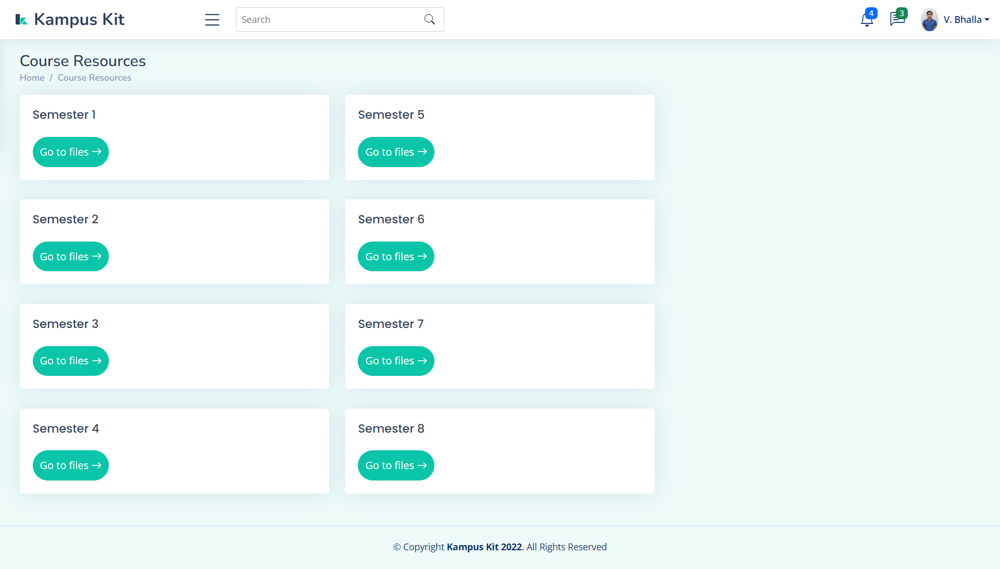 Kampus Kit
Search
4
3
V. Bhalla
Course Resources
Home / Course Resources
Semester 1
Go to files
Semester 5
Go to files
Semester 2
Go to files
Semester 6
Go to files
Semester 3
Go to files
Semester 7
Go to files
Semester 4
Go to files
Semester 8
Go to files
© Copyright Kampus Kit 2022. All Rights Reserved